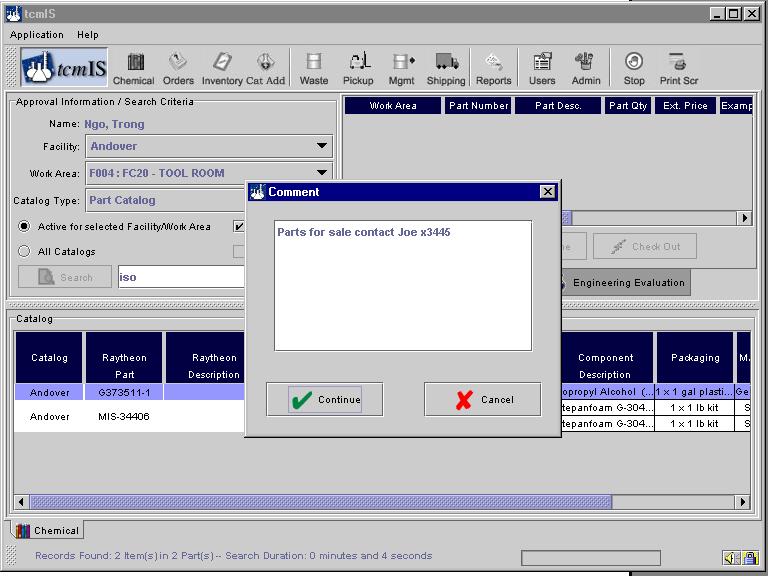 tcmIS
Application Help
tcmIS
Chemical Orders Inventory Cat Add Waste Pickup Mgmt Shipping Reports Users Admin Stop Print Scr
Approval Information / Search Criteria
Name: Ngo, Trong
Facility: Andover
Work Area: F004 : FC20 - TOOL ROOM
Catalog Type: Part Catalog
Active for selected Facility/Work Area
All Catalogs
Search iso
Work Area Part Number Part Desc. Part Qty Ext. Price Examp
Check Out
Engineering Evaluation
Comment
Parts for sale contact Joe x3445
Continue Cancel
Catalog
Catalog Raytheon Part Raytheon Description Component Description Packaging M.
Andover G373511-1 opropyl Alcohol (... 1 x 1 gal plasti... Ge
tepanfoam G-304... 1 x 1 lb kit S
Andover MIS-34406
tepanfoam G-304... 1 x 1 lb kit S
Chemical
Records Found: 2 Item(s) in 2 Part(s) -- Search Duration: 0 minutes and 4 seconds